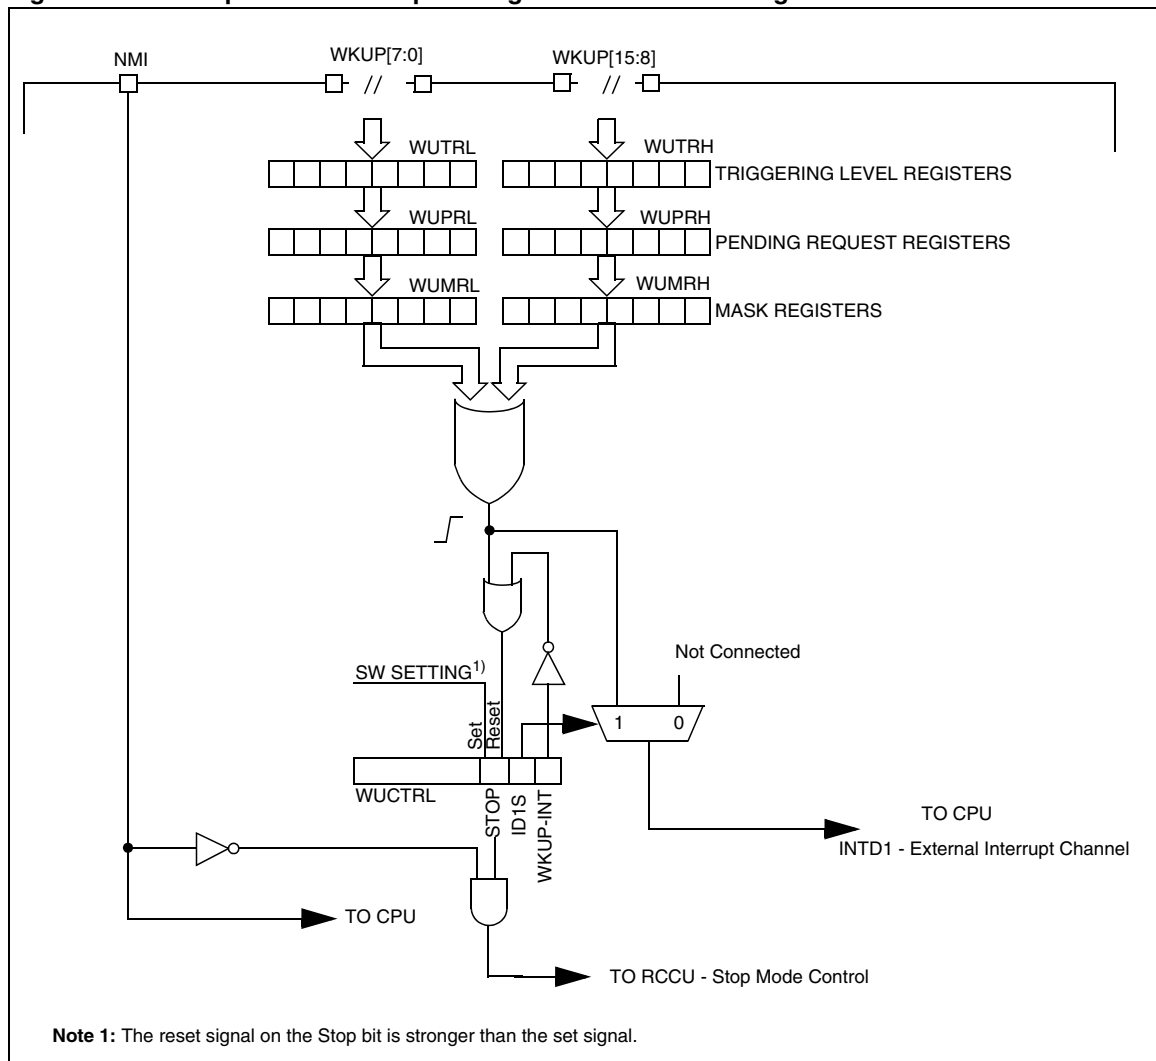 NMI
WKUP[7:0]
WKUP[15:8]
WUTRL
WUTRH
TRIGGERING LEVEL REGISTERS
WUPRL
WUPRH
PENDING REQUEST REGISTERS
WUMRL
WUMRH
MASK REGISTERS
Not Connected
SW SETTING1)
Set
Reset
1
0
WUCTRL
STOP
ID1S
WKUP-INT
TO CPU
INTD1 - External Interrupt Channel
TO CPU
TO RCCU - Stop Mode Control
Note 1: The reset signal on the Stop bit is stronger than the set signal.